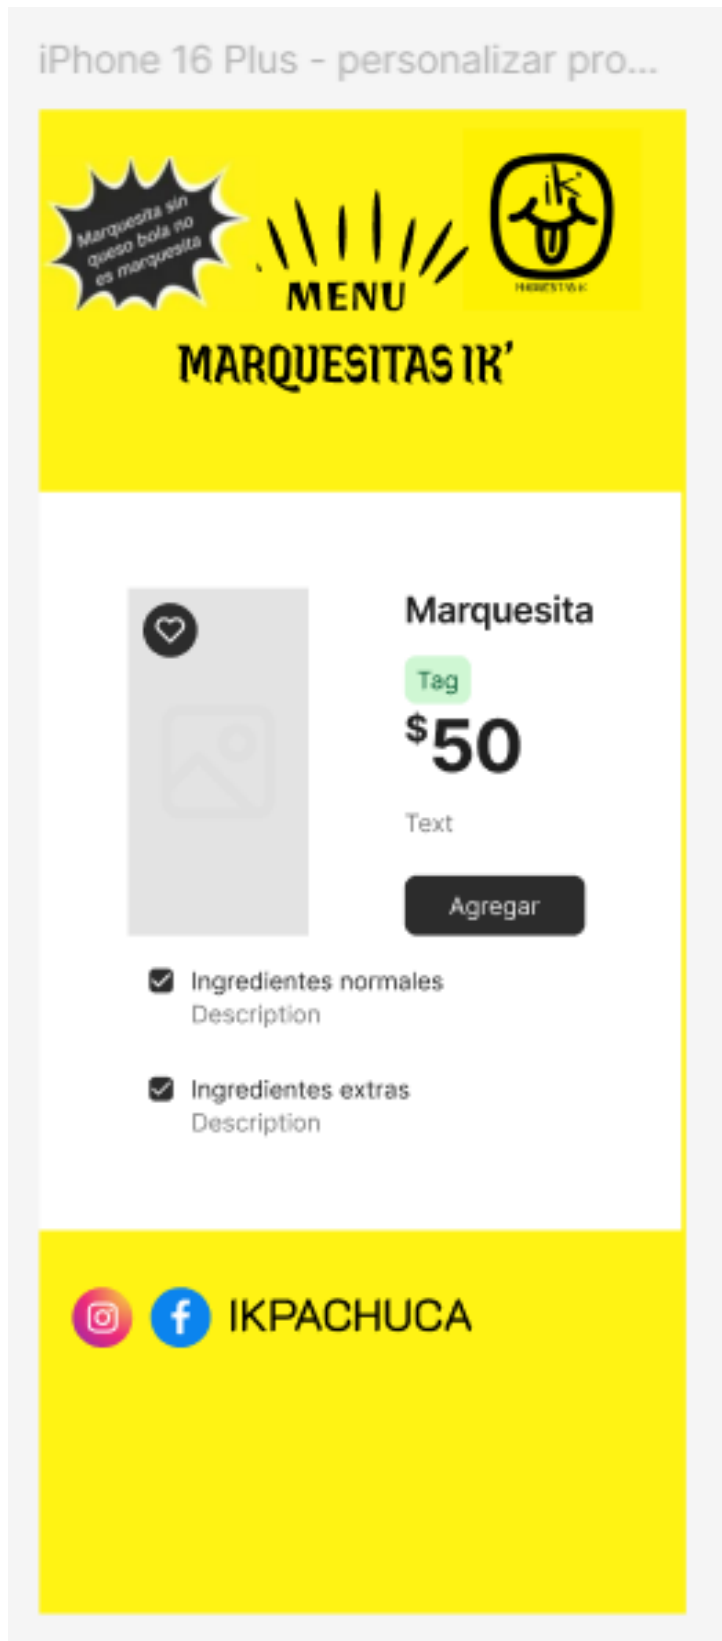 iPhone 16 Plus - personalizar pro...
Marquesita sin
queso bola no
es marquesita
ik'
MENU
MARQUESITAS IK'
Marquesita
Tag
$50
Text
Agregar
Ingredientes normales
Description
Ingredientes extras
Description
IKPACHUCA